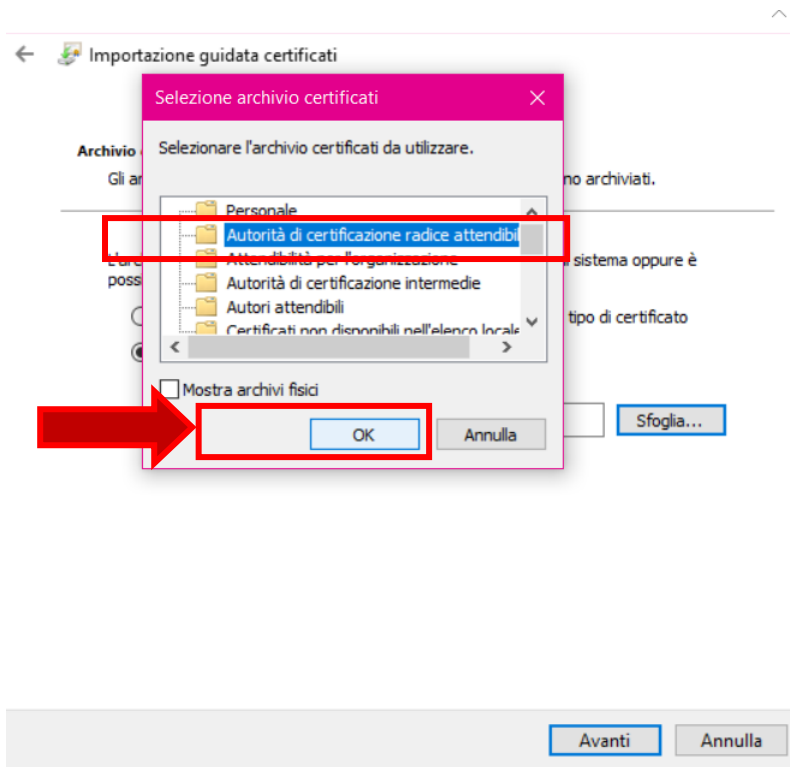 Importazione guidata certificati
Selezione archivio certificati
Selezionare l'archivio certificati da utilizzare.
Archivio
Gli
no archiviati.
Personale
Autorità di certificazione radice attendibil
Attendibilità per l'organizzazione
sistema oppure è
poss
Autorità di certificazione intermedie
Autori attendibili
tipo di certificato
Certificati non disponibili nell'elenco locale
Mostra archivi fisici
OK
Annulla
Sfoglia...
Avanti
Annulla